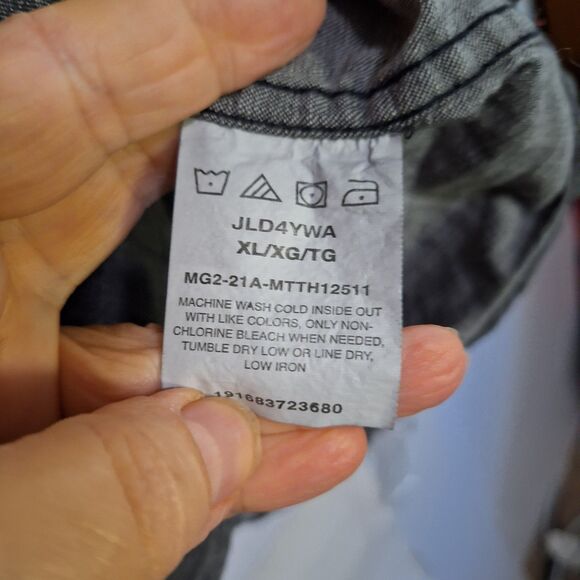 JLD4YWA
XL/XG/TG
MG2-21A-MTTH12511
MACHINE WASH COLD INSIDE OUT
WITH LIKE COLORS, ONLY NON-
CHLORINE BLEACH WHEN NEEDED,
TUMBLE DRY LOW OR LINE DRY,
LOW IRON
191683723680